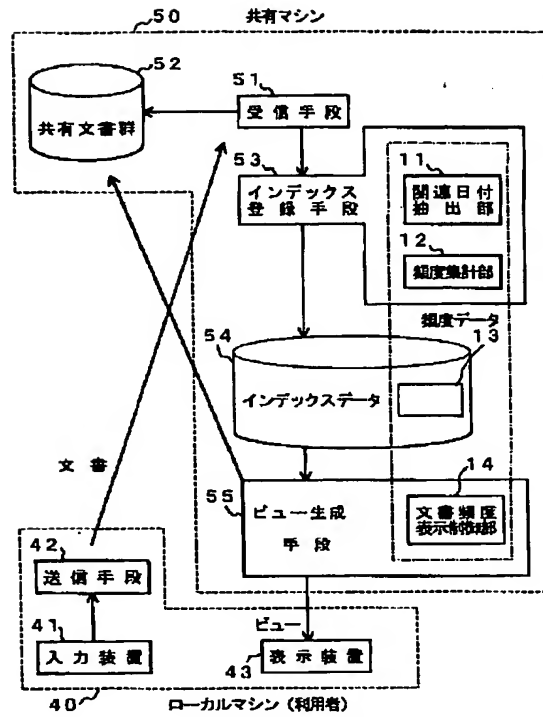 50
共有マシン
52
共有文書群
51
受信手段
53
インデックス
登録手段
11
関連日付
抽出部
12
頻度集計部
頻度データ
13
54
インデックスデータ
文書
14
文書頻度
表示制御部
55
ビュー生成
手段
42
送信手段
41
入力装置
ビュー
表示装置
43
40
ローカルマシン(利用者)